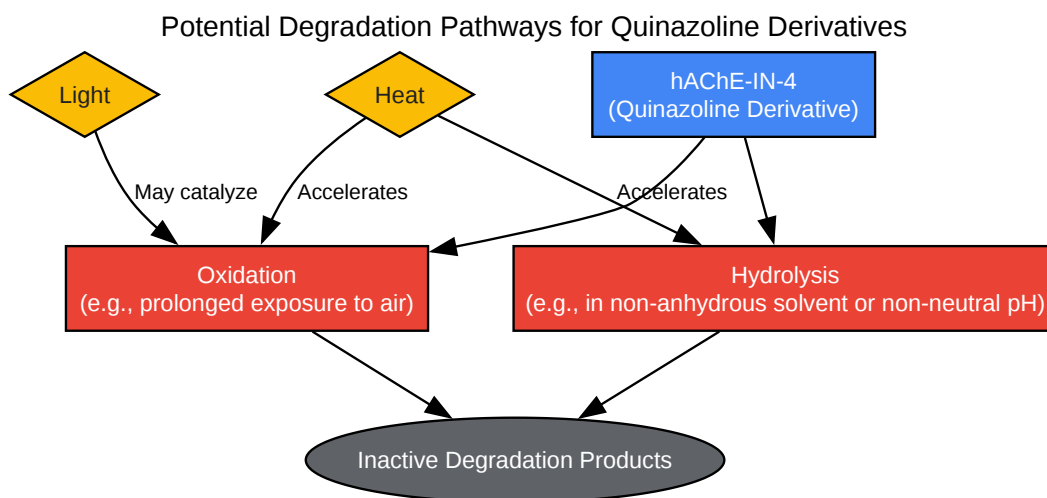 Potential Degradation Pathways for Quinazoline Derivatives
Light
Heat
hAChE-IN-4
(Quinazoline Derivative)
May catalyze
Accelerates
Accelerates
Oxidation
(e.g., prolonged exposure to air)
Hydrolysis
(e.g., in non-anhydrous solvent or non-neutral pH)
Inactive Degradation Products